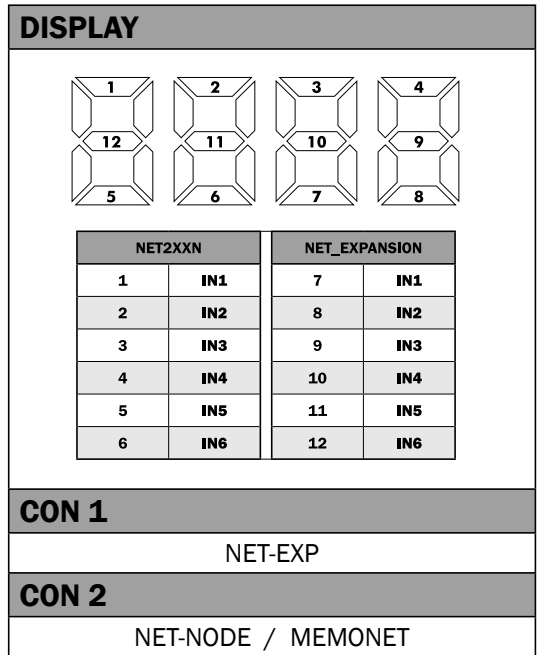 DISPLAY
1 2 3 4
12 11 10 9
5 6 7 8
NET2XXN NET_EXPANSION
1 IN1 7 IN1
2 IN2 8 IN2
3 IN3 9 IN3
4 IN4 10 IN4
5 IN5 11 IN5
6 IN6 12 IN6
CON 1
NET-EXP
CON 2
NET-NODE / MEMONET